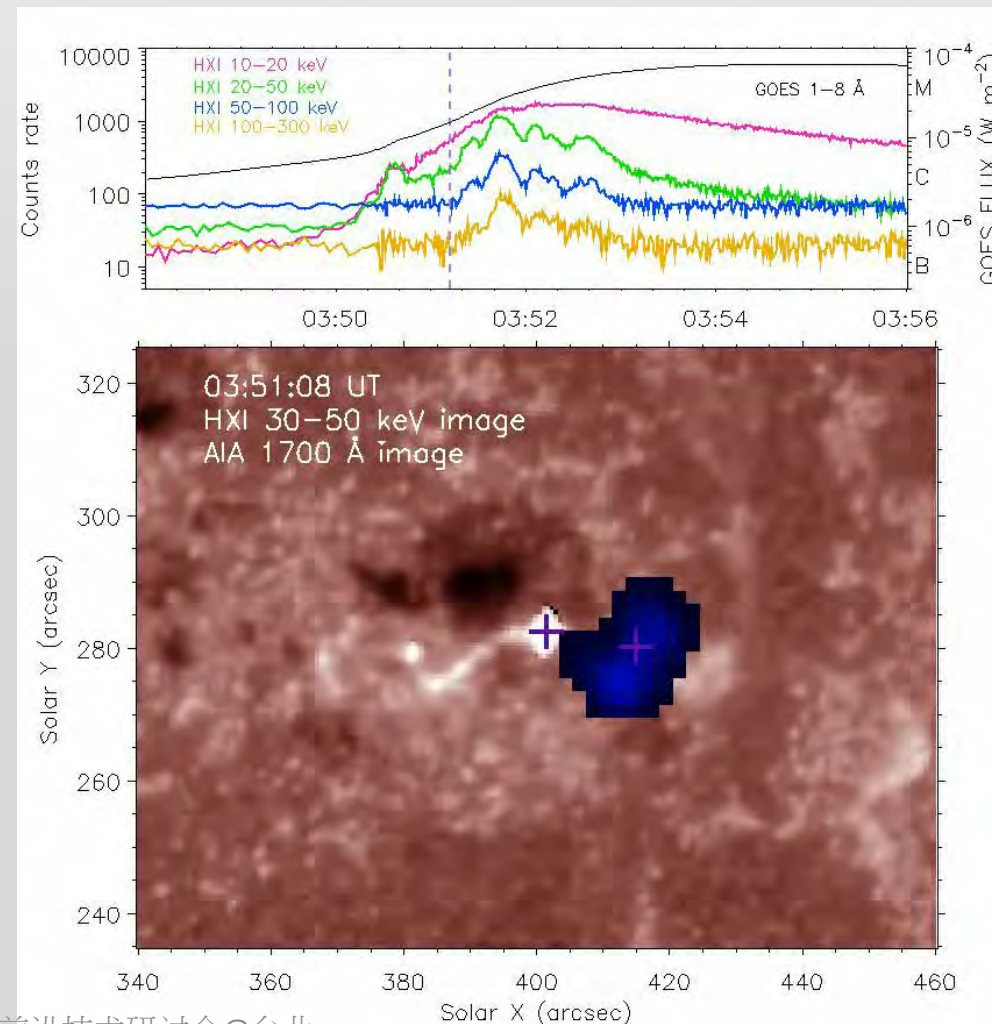 10000
1000
100
10
Counts rate
HXI 10−20 keV
HXI 20−50 keV
HXI 50−100 keV
HXI 100−300 keV
GOES 1−8 Å
10⁻⁴
M
10⁻⁵
C
10⁻⁶
B
GOES FLUX (W m⁻²)
03:50 03:52 03:54 03:56
03:51:08 UT
HXI 30−50 keV image
AIA 1700 Å image
320
300
280
260
240
Solar Y (arcsec)
340 360 380 400 420 440 460
Solar X (arcsec)